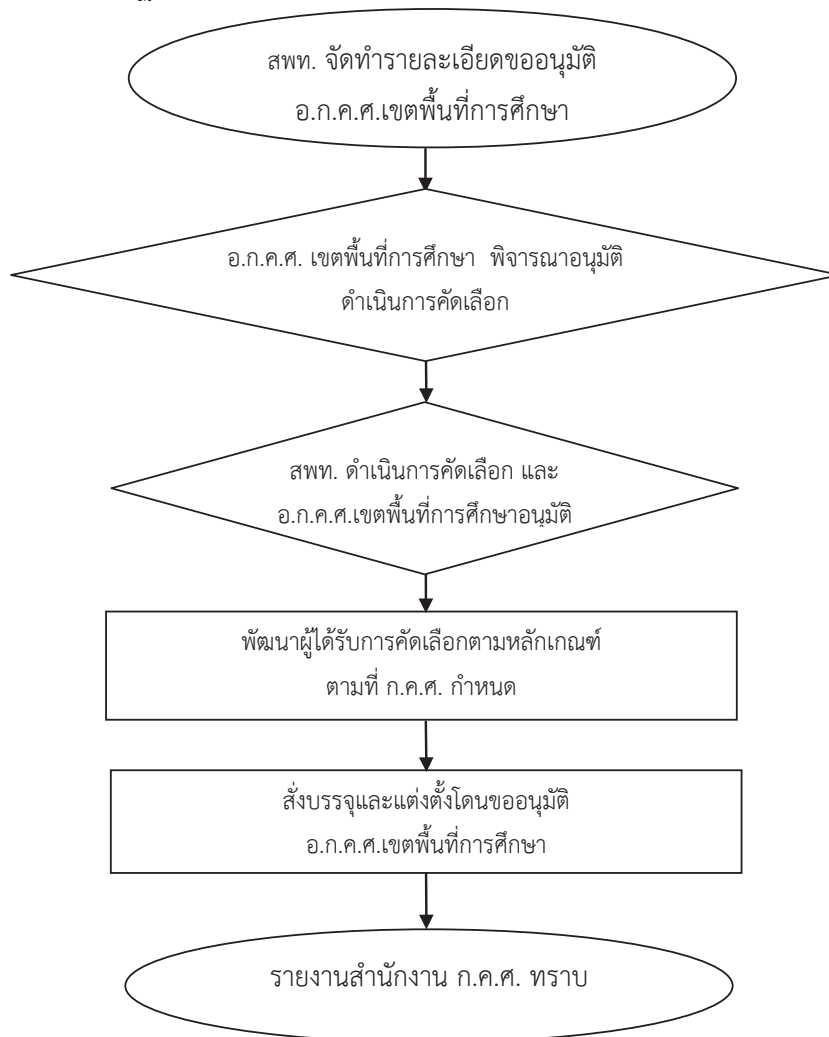 สพท. จัดทำรายละเอียดขออนุมัติ
อ.ก.ค.ศ.เขตพื้นที่การศึกษา
อ.ก.ค.ศ. เขตพื้นที่การศึกษา พิจารณาอนุมัติ
ดำเนินการคัดเลือก
สพท. ดำเนินการคัดเลือก และ
อ.ก.ค.ศ.เขตพื้นที่การศึกษาอนุมัติ
พัฒนาผู้ได้รับการคัดเลือกตามหลักเกณฑ์
ตามที่ ก.ค.ศ. กำหนด
สั่งบรรจุและแต่งตั้งโดนขออนุมัติ
อ.ก.ค.ศ.เขตพื้นที่การศึกษา
รายงานสำนักงาน ก.ค.ศ. ทราบ